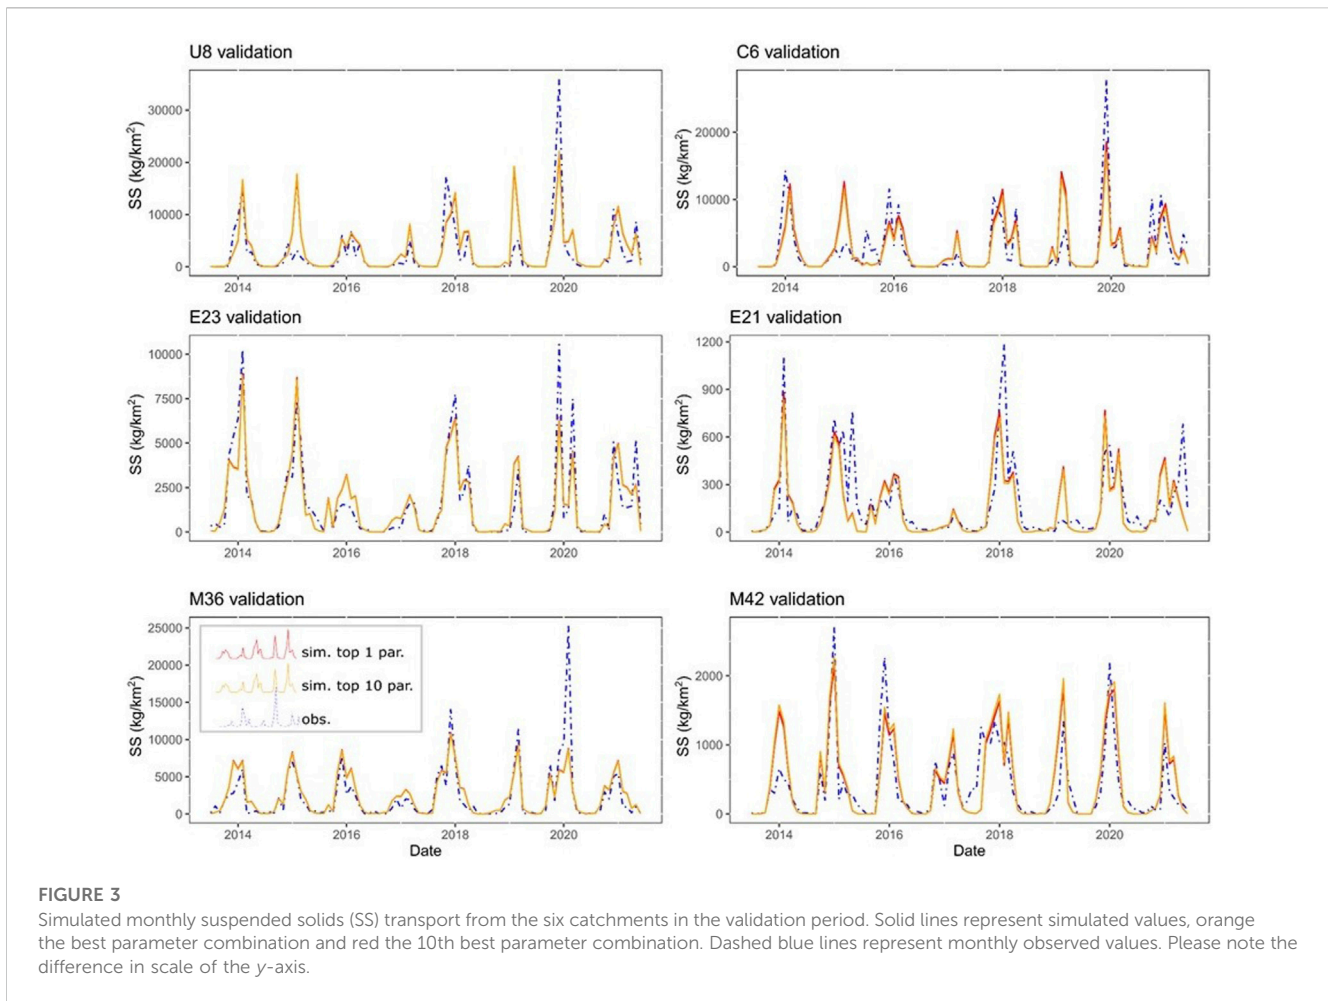 U8 validation
C6 validation
SS (kg/km²)
30000
20000
10000
0
2014
2016
2018
2020
SS (kg/km²)
20000
10000
0
2014
2016
2018
2020
E23 validation
E21 validation
SS (kg/km²)
10000
7500
5000
2500
0
2014
2016
2018
2020
SS (kg/km²)
1200
900
600
300
0
2014
2016
2018
2020
M36 validation
M42 validation
SS (kg/km²)
25000
20000
15000
10000
5000
0
sim. top 1 par.
sim. top 10 par.
obs.
2014
2016
2018
2020
Date
SS (kg/km²)
2000
1000
0
2014
2016
2018
2020
Date
FIGURE 3
Simulated monthly suspended solids (SS) transport from the six catchments in the validation period. Solid lines represent simulated values, orange
the best parameter combination and red the 10th best parameter combination. Dashed blue lines represent monthly observed values. Please note the
difference in scale of the y-axis.